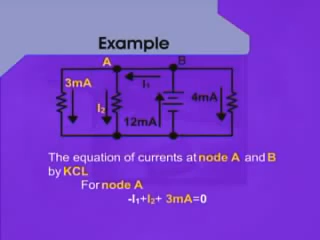 Example
A
B
3mA
I₁
4mA
I₂
12mA
The equation of currents at node A and B
by KCL
For node A
-I₁+I₂+ 3mA=0